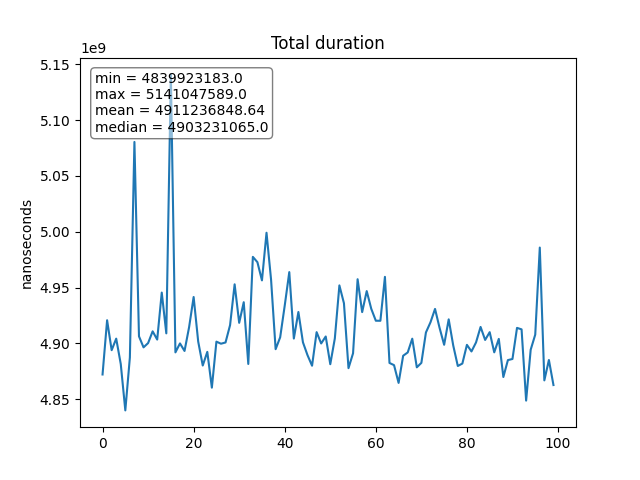 Total duration
1e9
min = 4839923183.0
max = 5141047589.0
mean = 4911236848.64
median = 4903231065.0
nanoseconds
5.15
5.10
5.05
5.00
4.95
4.90
4.85
0 20 40 60 80 100